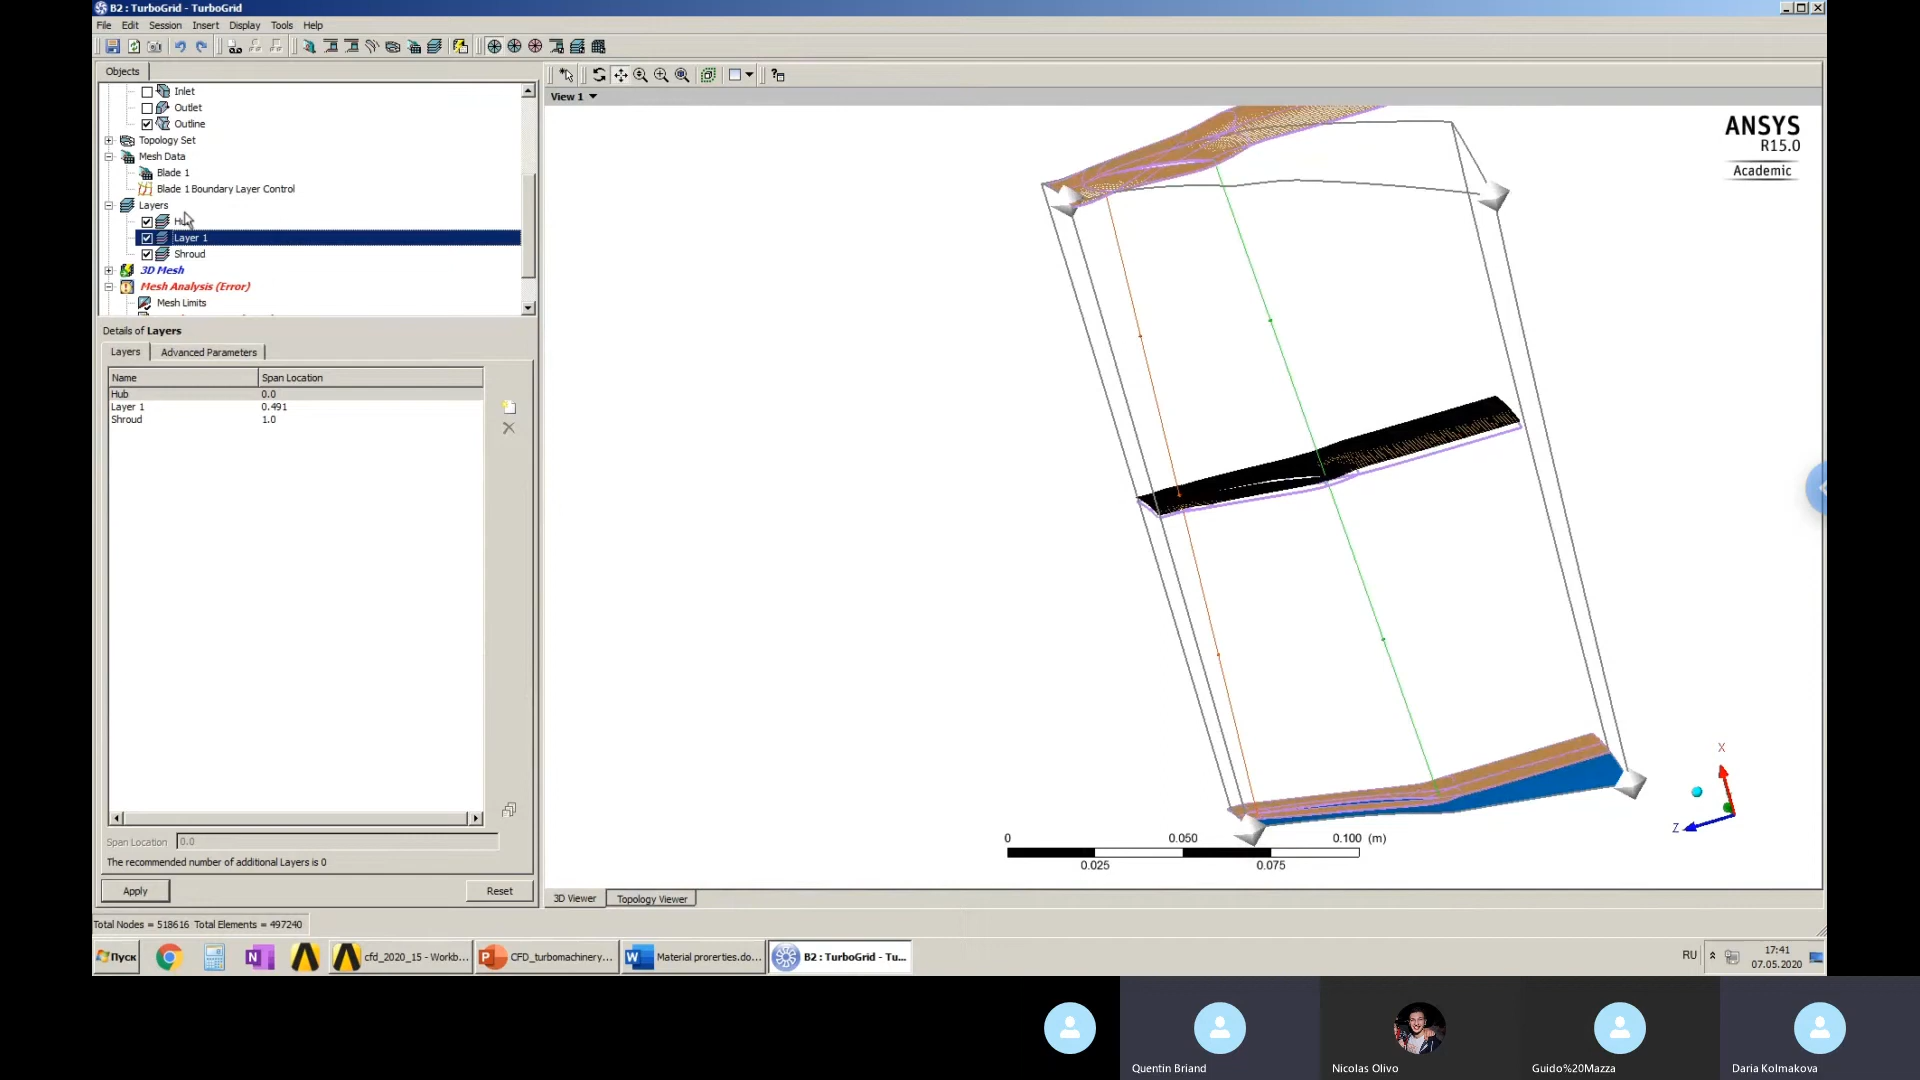 B2 : TurboGrid - TurboGrid
File Edit Session Insert Display Tools Help
Objects
Inlet
Outlet
Outline
Topology Set
Mesh Data
Blade 1
Blade 1 Boundary Layer Control
Layers
Layer 1
Shroud
3D Mesh
Mesh Analysis (Error)
Mesh Limits
Details of Layers
Layers Advanced Parameters
Name Span Location
Hub 0.0
Layer 1 0.491
Shroud 1.0
Span Location 0.0
The recommended number of additional Layers is 0
Apply Reset
View 1
ANSYS
R15.0
Academic
X
Z
0 0.050 0.100 (m)
0.025 0.075
3D Viewer Topology Viewer
Total Nodes = 518616 Total Elements = 497240
Пуск
cfd_2020_15 - Workb...
CFD_turbomachinery...
Material prorerties.do...
B2 : TurboGrid - Tu...
RU
17:41
07.05.2020
Quentin Briand
Nicolas Olivo
Guido%20Mazza
Daria Kolmakova